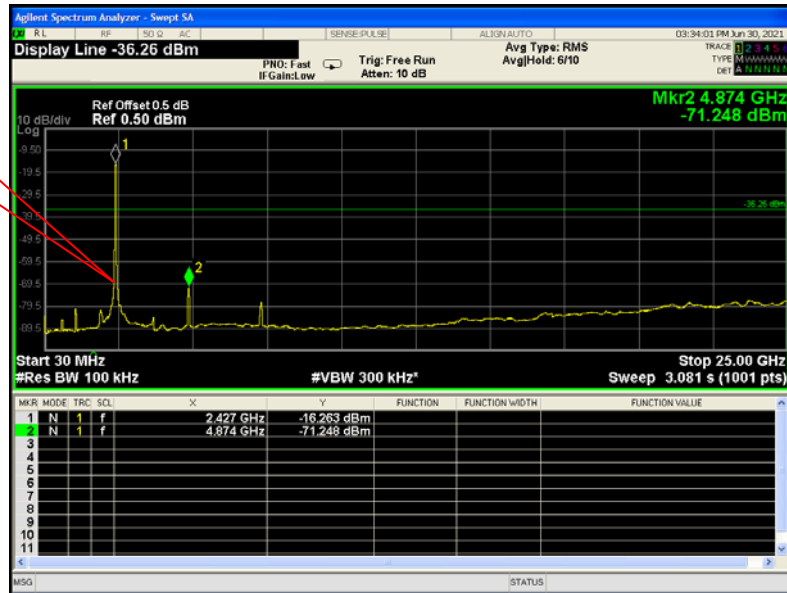 Agilent Spectrum Analyzer - Swept SA
RL RF 50 Ω AC SENSE:PULSE ALIGNAUTO 03:34:01 PM Jun 30, 2021
Display Line -36.26 dBm
PNO: Fast
IFGain:Low
Trig: Free Run
Atten: 10 dB
Avg Type: RMS
Avg|Hold: 6/10
TRACE 1 2 3 4 5 6
TYPE MWWWWW
DET A N N N N N
Ref Offset 0.5 dB
10 dB/div Ref 0.50 dBm
Log
Mkr2 4.874 GHz
-71.248 dBm
1
-9.50
-19.5
-29.5
-36.26 dBm
-39.5
-49.5
-59.5
2
-69.5
-79.5
-89.5
Start 30 MHz Stop 25.00 GHz
#Res BW 100 kHz #VBW 300 kHz* Sweep 3.081 s (1001 pts)
MKR MODE TRC SCL X Y FUNCTION FUNCTION WIDTH FUNCTION VALUE
1 N 1 f 2.427 GHz -16.263 dBm
2 N 1 f 4.874 GHz -71.248 dBm
3
4
5
6
7
8
9
10
11
MSG STATUS